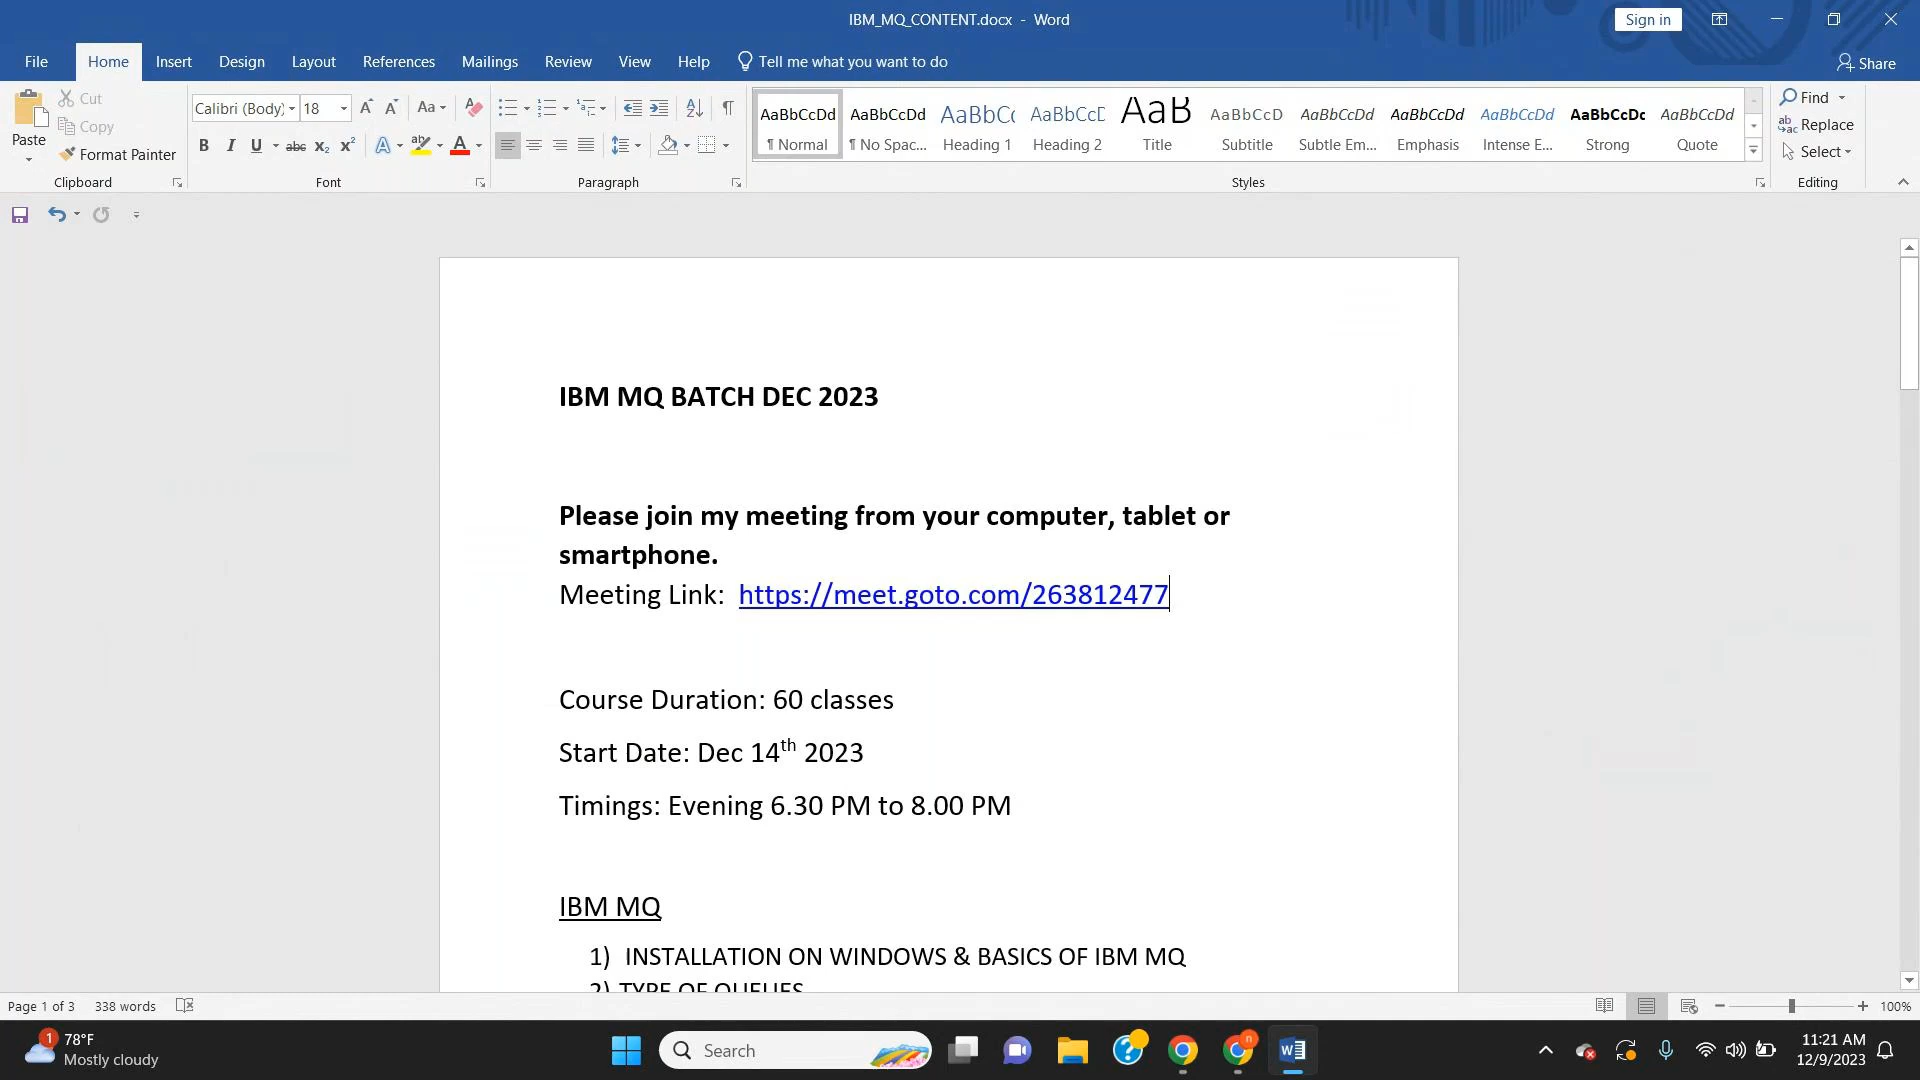 IBM_MQ_CONTENT.docx - Word
Sign in
File Home Insert Design Layout References Mailings Review View Help Tell me what you want to do
Share
Paste
Cut
Copy
Format Painter
Clipboard
Calibri (Body) 18
Font
Paragraph
AaBbCcDd AaBbCcDd AaBbCc AaBbCcD AaB AaBbCcD AaBbCcDd AaBbCcDd AaBbCcDd AaBbCcDc AaBbCcDd
¶ Normal ¶ No Spac... Heading 1 Heading 2 Title Subtitle Subtle Em... Emphasis Intense E... Strong Quote
Styles
Find
Replace
Select
Editing
IBM MQ BATCH DEC 2023
Please join my meeting from your computer, tablet or
smartphone.
Meeting Link: https://meet.goto.com/263812477
Course Duration: 60 classes
Start Date: Dec 14th 2023
Timings: Evening 6.30 PM to 8.00 PM
IBM MQ
1) INSTALLATION ON WINDOWS & BASICS OF IBM MQ
2) TYPE OF QUEUES
Page 1 of 3 338 words
100%
1
78°F
Mostly cloudy
Search
11:21 AM
12/9/2023